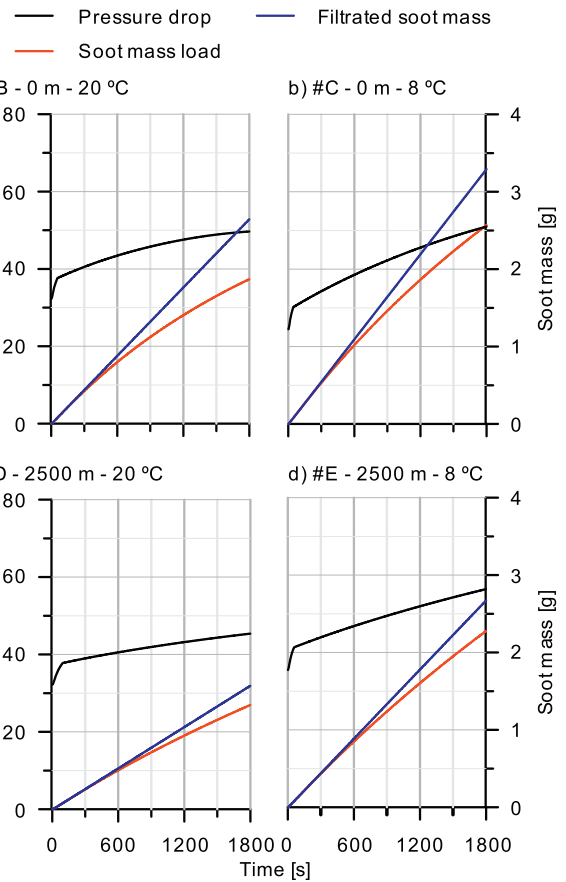 Pressure drop
Filtrated soot mass
Soot mass load
- 0 m - 20 ºC
b) #C - 0 m - 8 ºC
80
60
40
20
0
4
3
2
1
0
Soot mass [g]
- 2500 m - 20 ºC
d) #E - 2500 m - 8 ºC
80
60
40
20
0
4
3
2
1
0
Soot mass [g]
0 600 1200 1800 0 600 1200 1800
Time [s]